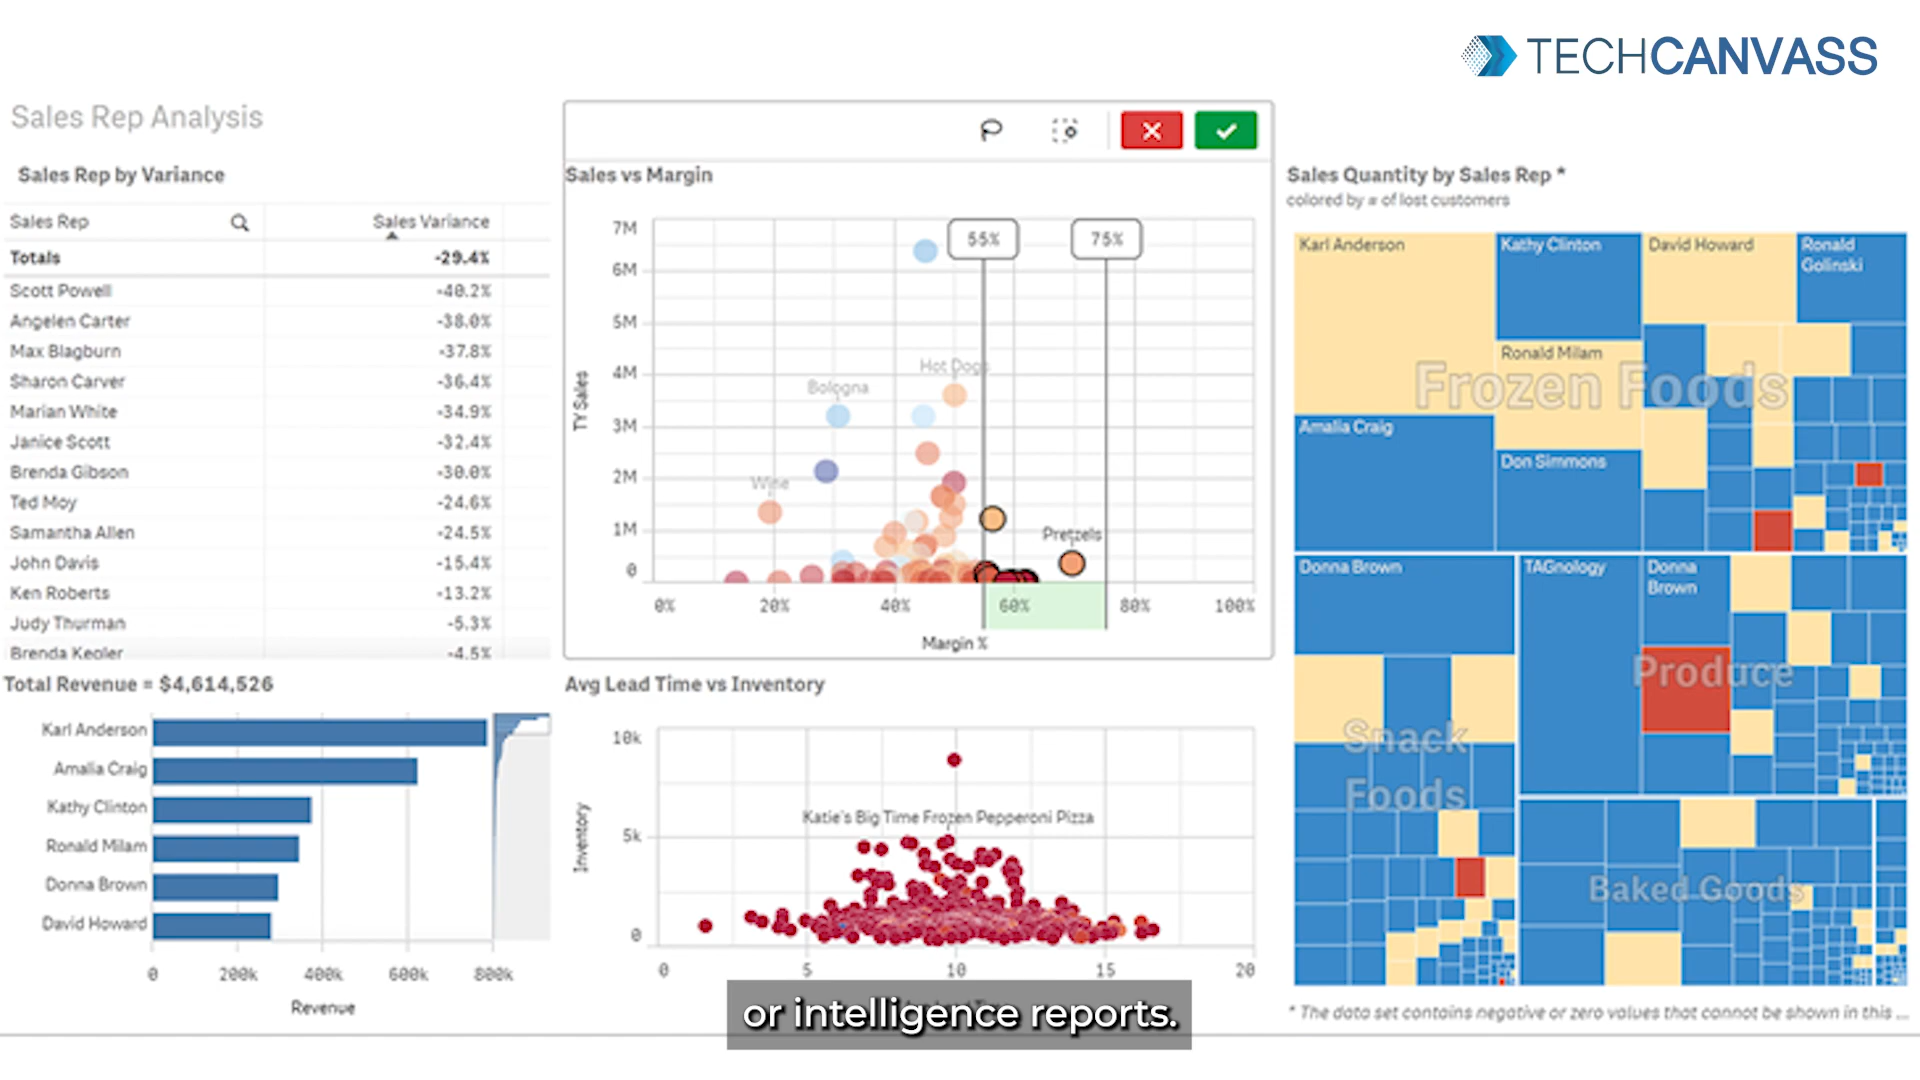 TECHCANVASS
Sales Rep Analysis
Sales Rep by Variance
Sales Rep Sales Variance
Totals -29.4%
Scott Powell -40.2%
Angelen Carter -38.0%
Max Blagburn -37.8%
Sharon Carver -36.4%
Marian White -34.9%
Janice Scott -32.4%
Brenda Gibson -30.0%
Ted Moy -24.6%
Samantha Allen -24.5%
John Davis -15.4%
Ken Roberts -13.2%
Judy Thurman -5.3%
Brenda Kegler -4.5%
Total Revenue = $4,614,526
Karl Anderson
Amalia Craig
Kathy Clinton
Ronald Milam
Donna Brown
David Howard
0 200k 400k 600k 800k
Revenue
Sales vs Margin
55% 75%
7M
6M
5M
4M
3M
2M
1M
0
TY Sales
Hot Dogs
Bologna
Wine
Pretzels
0% 20% 40% 60% 80% 100%
Margin %
Avg Lead Time vs Inventory
10k
5k
0
Inventory
Katie's Big Time Frozen Pepperoni Pizza
0 5 10 15 20
or intelligence reports.
Sales Quantity by Sales Rep *
colored by # of lost customers
Karl Anderson
Kathy Clinton
David Howard
Ronald
Golinski
Ronald Milam
Frozen Foods
Amalia Craig
Don Simmons
Donna Brown
TAGnology
Donna
Brown
Produce
Snack
Foods
Baked Goods
* The data set contains negative or zero values that cannot be shown in this ...